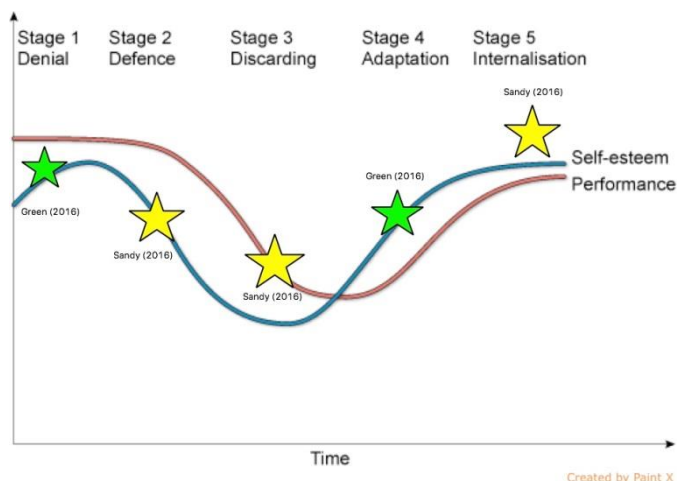 Stage 1
Denial
Stage 2
Defence
Stage 3
Discarding
Stage 4
Adaptation
Stage 5
Internalisation
Sandy (2016)
Self-esteem
Performance
Green (2016)
Green (2016)
Sandy (2016)
Sandy (2016)
Time
Created by Paint X